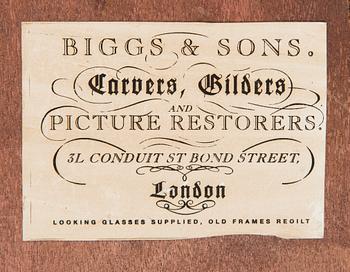 BIGGS & SONS.
Carvers, Gilders
AND
PICTURE RESTORERS.
3L CONDUIT ST BOND STREET,
London
LOOKING GLASSES SUPPLIED, OLD FRAMES REGILT